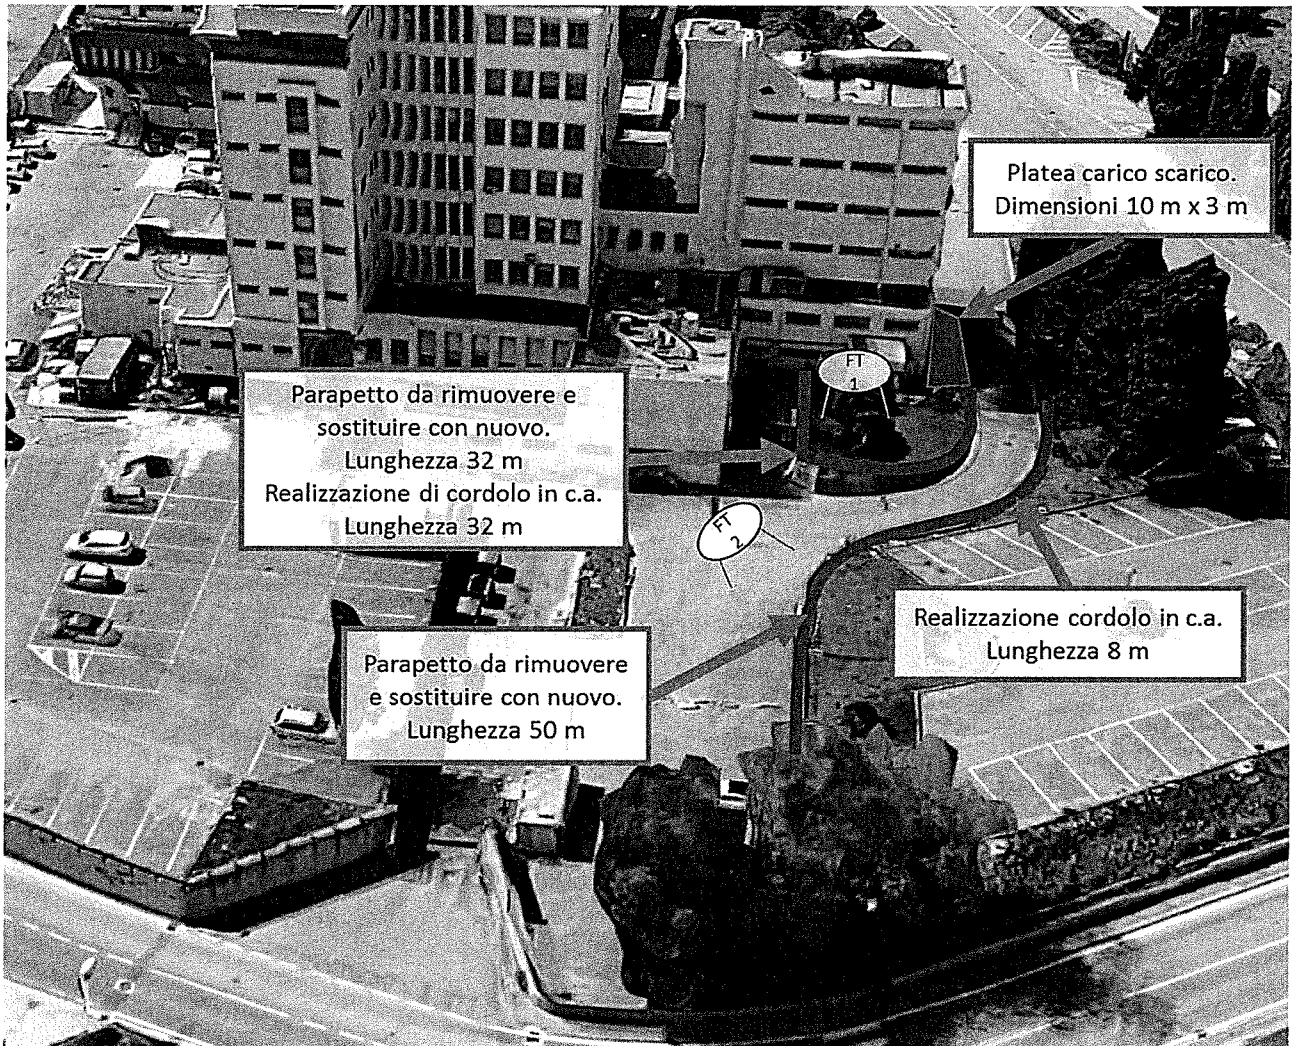 Platea carico scarico.
Dimensioni 10 m x 3 m
FT
1
Parapetto da rimuovere e
sostituire con nuovo.
Lunghezza 32 m
Realizzazione di cordolo in c.a.
Lunghezza 32 m
FT
2
Realizzazione cordolo in c.a.
Lunghezza 8 m
Parapetto da rimuovere
e sostituire con nuovo.
Lunghezza 50 m